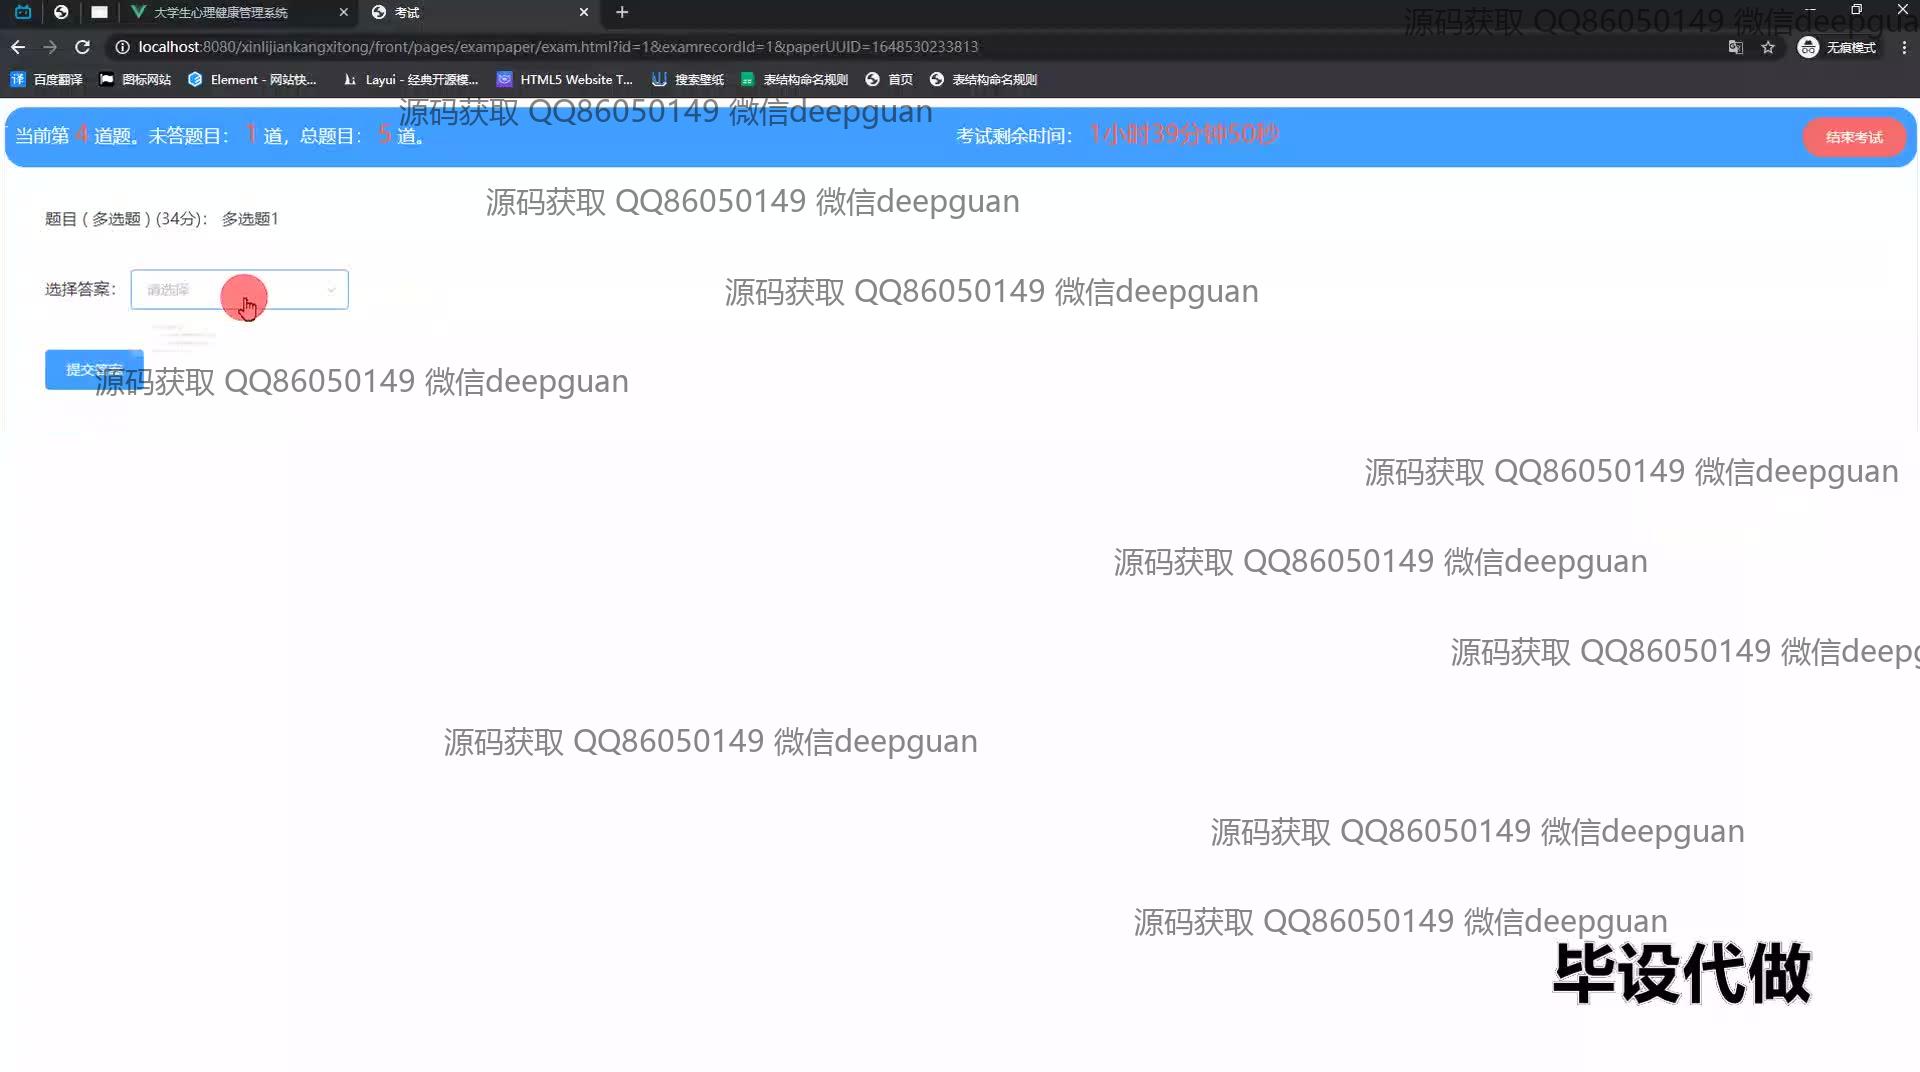 大学生心理健康管理系统
考试
源码获取 QQ86050149 微信deepgua
localhost:8080/xinlijiankangxitong/front/pages/exampaper/exam.html?id=1&examrecordId=1&paperUUID=1648530233813
无痕模式
百度翻译 图标网站 Element - 网站快... Layui - 经典开源模... HTML5 Website T... 搜索壁纸 表结构命名规则 首页 表结构命名规则
源码获取 QQ86050149 微信deepguan
当前第 4 道题。未答题目： 1 道，总题目： 5 道。
考试剩余时间： 1小时39分钟50秒
结束考试
源码获取 QQ86050149 微信deepguan
题目 ( 多选题 ) (34分)： 多选题1
选择答案： 请选择
源码获取 QQ86050149 微信deepguan
提交答案
源码获取 QQ86050149 微信deepguan
源码获取 QQ86050149 微信deepguan
源码获取 QQ86050149 微信deepguan
源码获取 QQ86050149 微信deepg
源码获取 QQ86050149 微信deepguan
源码获取 QQ86050149 微信deepguan
源码获取 QQ86050149 微信deepguan
毕设代做